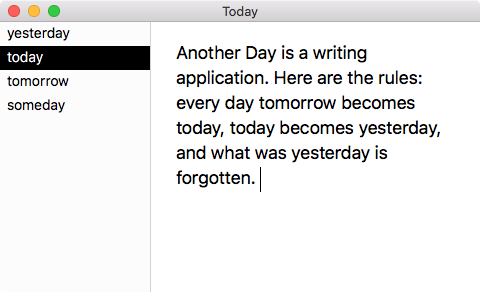 Today
yesterday
today
tomorrow
someday
Another Day is a writing
application. Here are the rules:
every day tomorrow becomes
today, today becomes yesterday,
and what was yesterday is
forgotten.